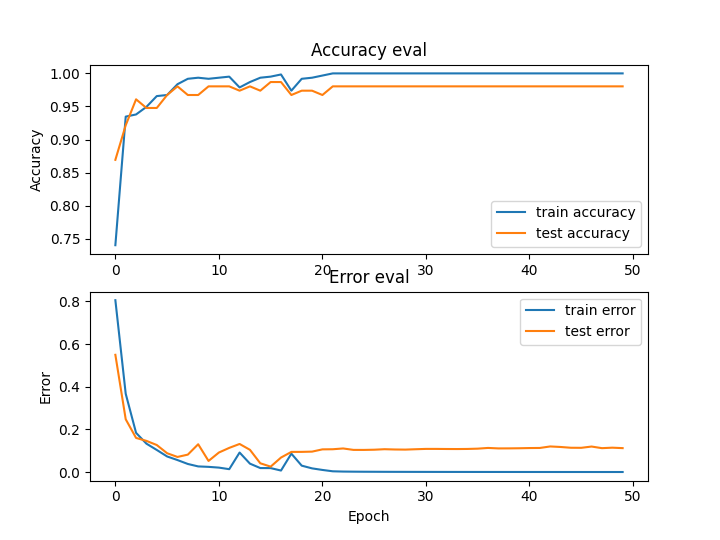 Accuracy eval
1.00
0.95
0.90
0.85
0.80
0.75
Accuracy
train accuracy
test accuracy
0 10 20 30 40 50
Error eval
0.8
0.6
0.4
0.2
0.0
Error
train error
test error
0 10 20 30 40 50
Epoch